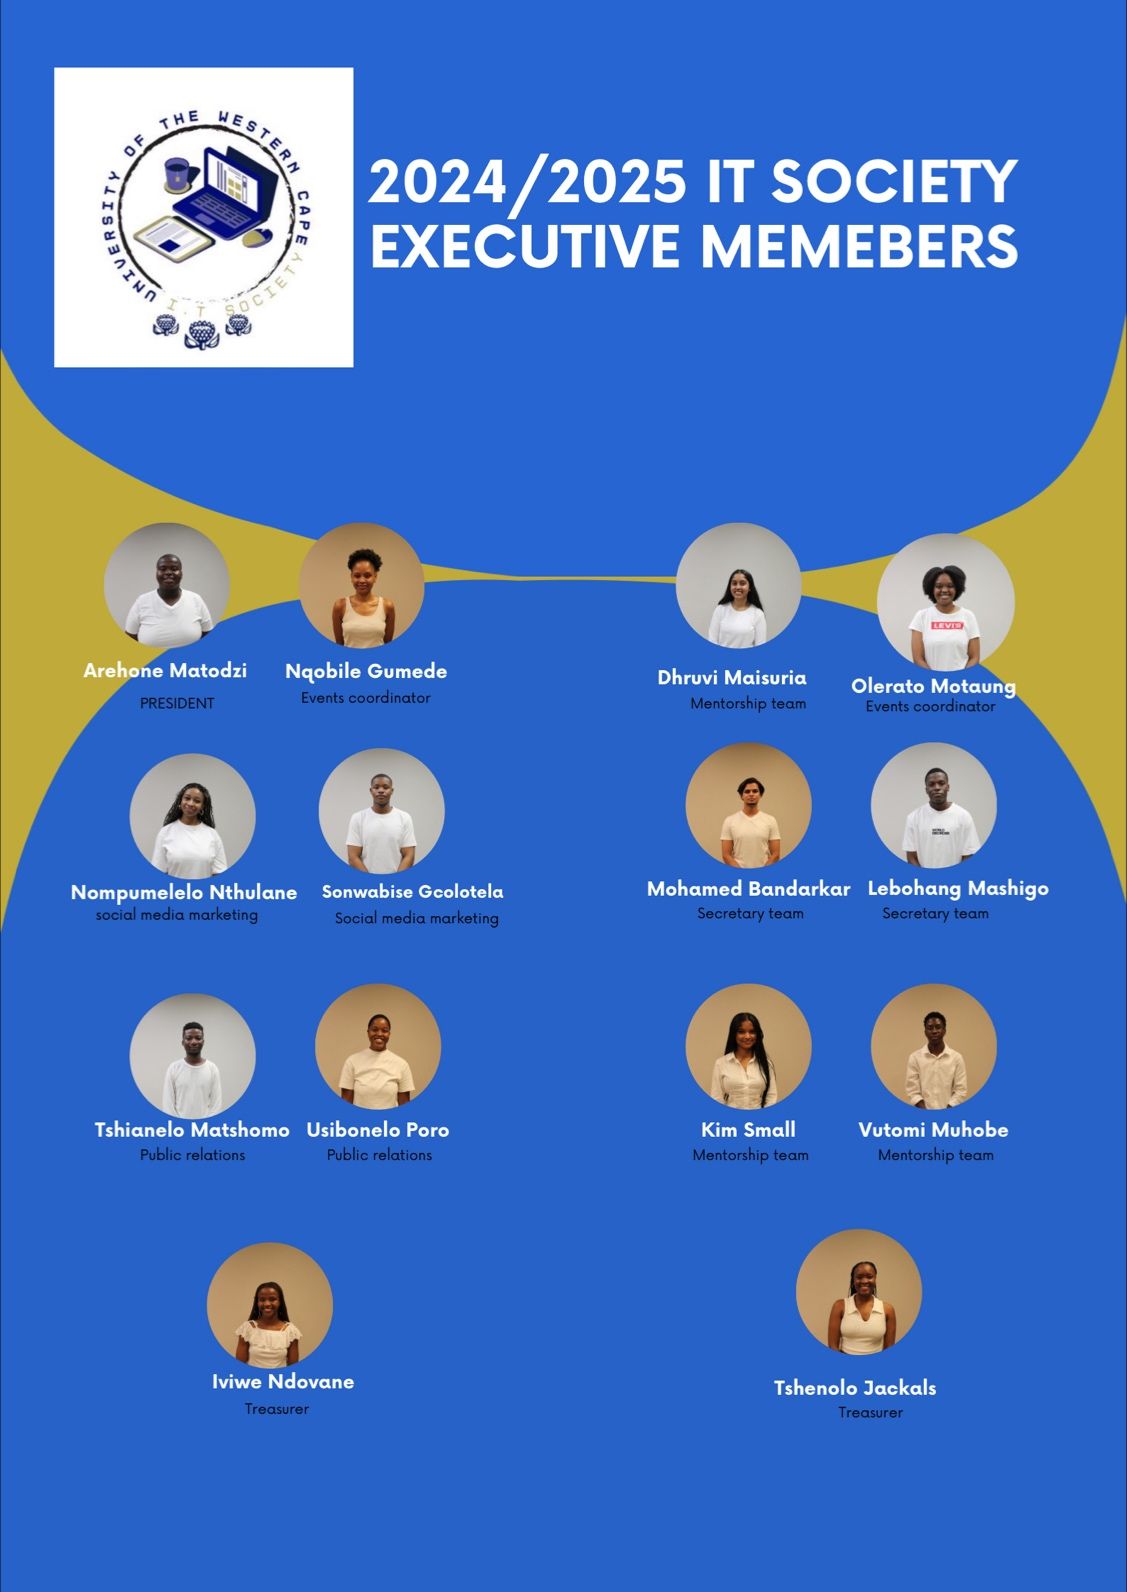 UNIVERSITY OF THE WESTERN CAPE
I.T SOCIETY
2024/2025 IT SOCIETY
EXECUTIVE MEMEBERS
LEVIS
Arehone Matodzi
PRESIDENT
Nqobile Gumede
Events coordinator
Dhruvi Maisuria
Mentorship team
Olerato Motaung
Events coordinator
Nompumelelo Nthulane
social media marketing
Sonwabise Gcolotela
Social media marketing
Mohamed Bandarkar
Secretary team
Lebohang Mashigo
Secretary team
Tshianelo Matshomo
Public relations
Usibonelo Poro
Public relations
Kim Small
Mentorship team
Vutomi Muhobe
Mentorship team
Iviwe Ndovane
Treasurer
Tshenolo Jackals
Treasurer